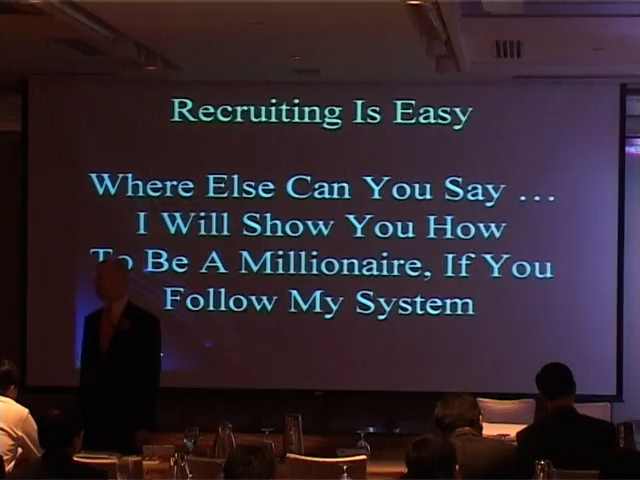 Recruiting Is Easy
Where Else Can You Say ...
I Will Show You How
To Be A Millionaire, If You
Follow My System